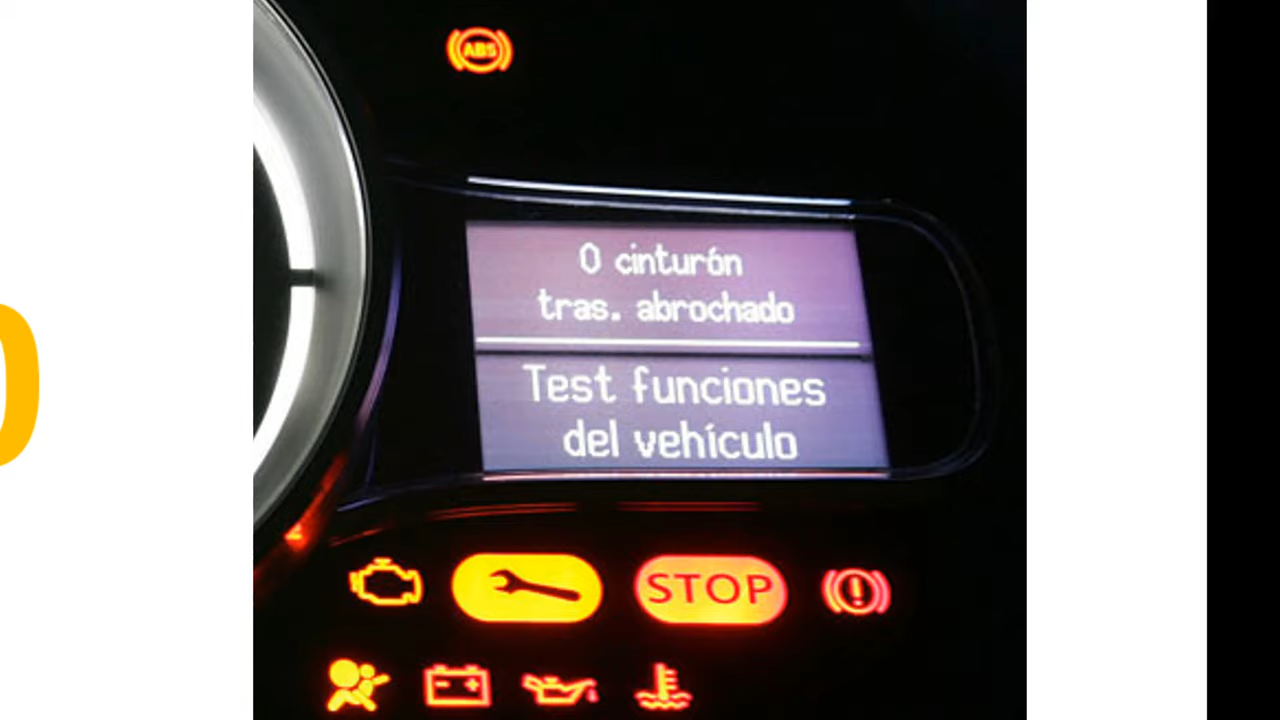 ABS
0 cinturón
tras. abrochado
Test funciones
del vehículo
STOP